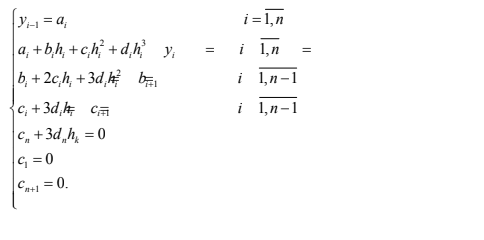 y_{i-1} = a_i i = \overline{1,n}
a_i + b_i h_i + c_i h_i^2 + d_i h_i^3 y_i = i \overline{1,n} =
b_i + 2c_i h_i + 3d_i h_i^2 = b_{i+1} i \overline{1,n-1}
c_i + 3d_i h_i = c_{i+1} i \overline{1,n-1}
c_n + 3d_n h_k = 0
c_1 = 0
c_{n+1} = 0.